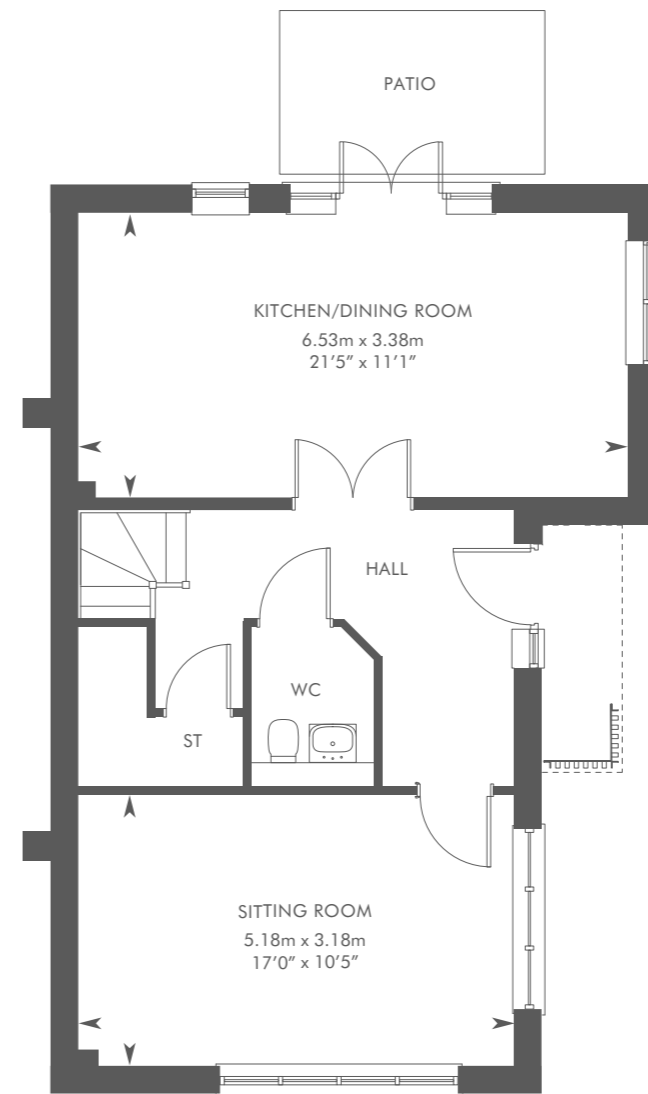 PATIO
KITCHEN/DINING ROOM
6.53m x 3.38m
21’5” x 11’1”
HALL
WC
ST
SITTING ROOM
5.18m x 3.18m
17’0” x 10’5”